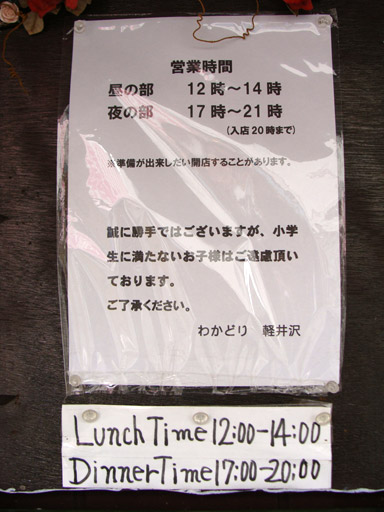 営業時間
昼の部 12時～14時
夜の部 17時～21時
(入店20時まで)
※準備が出来しだい開店することがあります。
誠に勝手ではございますが、小学
生に満たないお子様はご遠慮頂い
ております。
ご了承ください。
わかどり 軽井沢
Lunch Time 12:00-14:00.
Dinner Time 17:00-20:00